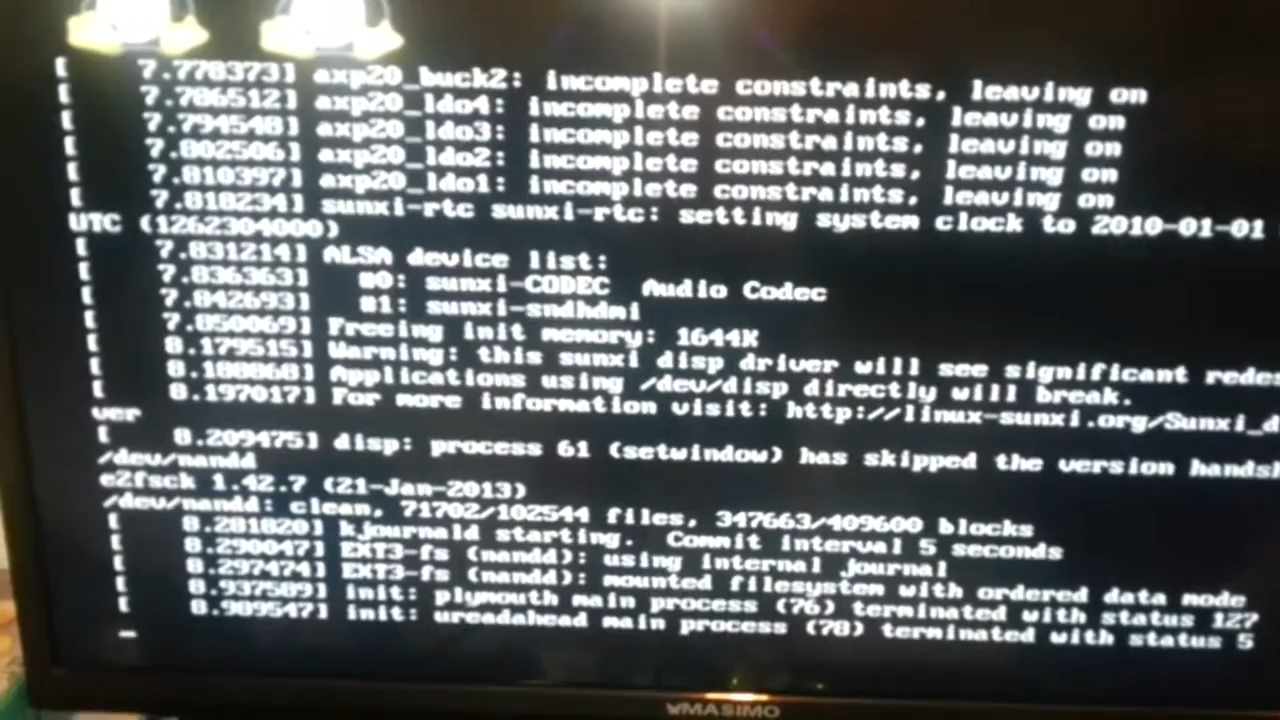 [ 7.778373] axp20_buck2: incomplete constraints, leaving on
[ 7.786512] axp20_ldo4: incomplete constraints, leaving on
[ 7.794548] axp20_ldo3: incomplete constraints, leaving on
[ 7.802506] axp20_ldo2: incomplete constraints, leaving on
[ 7.810397] axp20_ldo1: incomplete constraints, leaving on
[ 7.818234] sunxi-rtc sunxi-rtc: setting system clock to 2010-01-01
UTC (1262304000)
[ 7.831214] ALSA device list:
[ 7.836363] #0: sunxi-CODEC Audio Codec
[ 7.842693] #1: sunxi-sndhdmi
[ 7.850069] Freeing init memory: 1644K
[ 8.179515] Warning: this sunxi disp driver will see significant redes
[ 8.188868] Applications using /dev/disp directly will break.
[ 8.197017] For more information visit: http://linux-sunxi.org/Sunxi_d
ver
[ 8.209475] disp: process 61 (setwindow) has skipped the version handsh
/dev/nandd
e2fsck 1.42.7 (21-Jan-2013)
/dev/nandd: clean, 71702/102544 files, 347663/409600 blocks
[ 8.281820] kjournald starting. Commit interval 5 seconds
[ 8.290047] EXT3-fs (nandd): using internal journal
[ 8.297474] EXT3-fs (nandd): mounted filesystem with ordered data mode
[ 8.937589] init: plymouth main process (76) terminated with status 127
[ 8.989547] init: ureadahead main process (78) terminated with status 5
WMASIMO